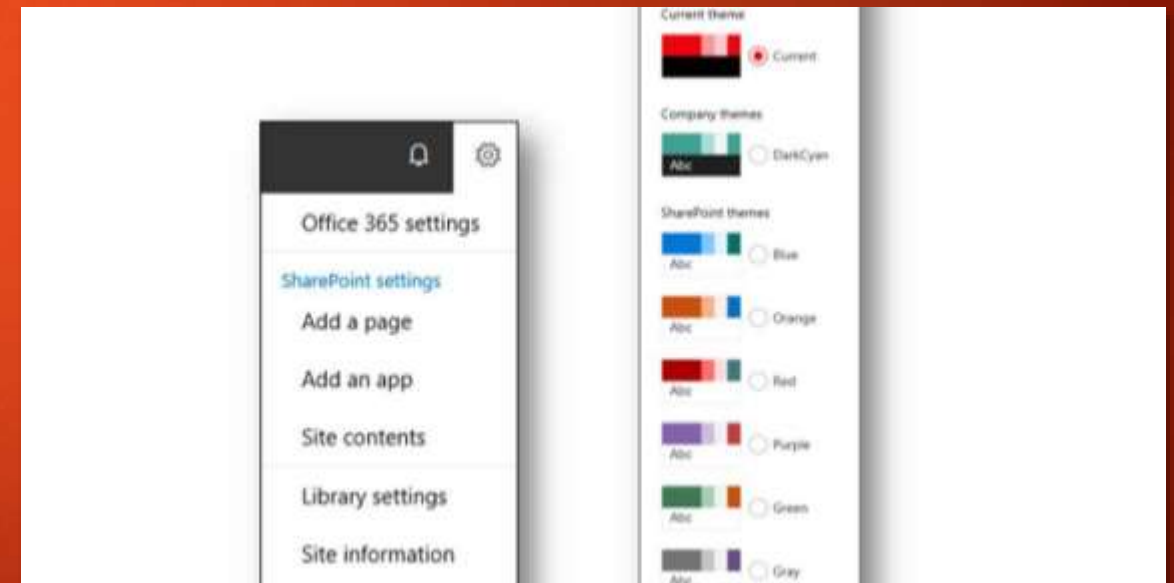 Office 365 settings
SharePoint settings
Add a page
Add an app
Site contents
Library settings
Site information
Current theme
Current
Company themes
Abc
DarkCyan
SharePoint themes
Blue
Abc
Orange
Abc
Red
Abc
Purple
Abc
Green
Abc
Gray
Abc